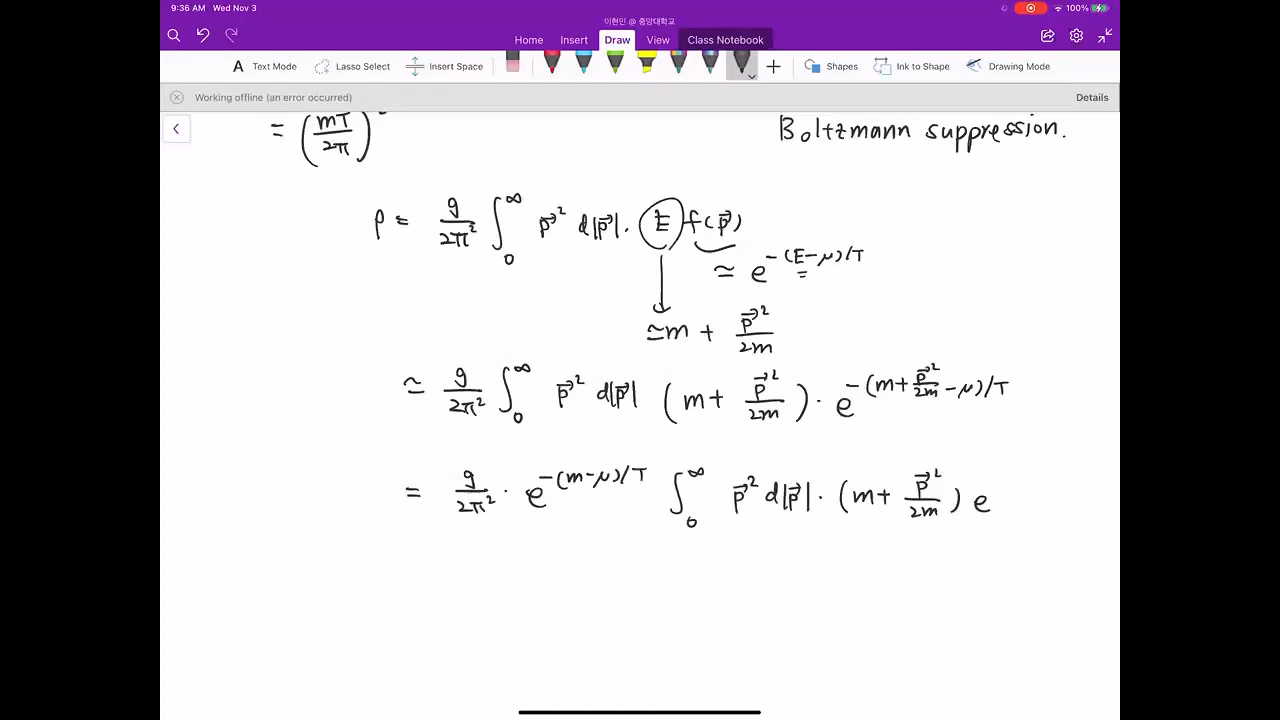 9:36 AM Wed Nov 3
100%
이현민 @ 중앙대학교
Home Insert Draw View Class Notebook
Text Mode Lasso Select Insert Space + Shapes Ink to Shape Drawing Mode
Working offline (an error occurred) Details
= (mT/2π) Boltzmann suppression.
ρ = g/2π² ∫₀^∞ p⃗² d|p⃗| · E f(p⃗)
≃ e^-(E-μ)/T
≃ m + p⃗²/2m
≃ g/2π² ∫₀^∞ p⃗² d|p⃗| (m + p⃗²/2m) · e^-(m + p⃗²/2m - μ)/T
= g/2π² · e^-(m-μ)/T ∫₀^∞ p⃗² d|p⃗| · (m + p⃗²/2m) e